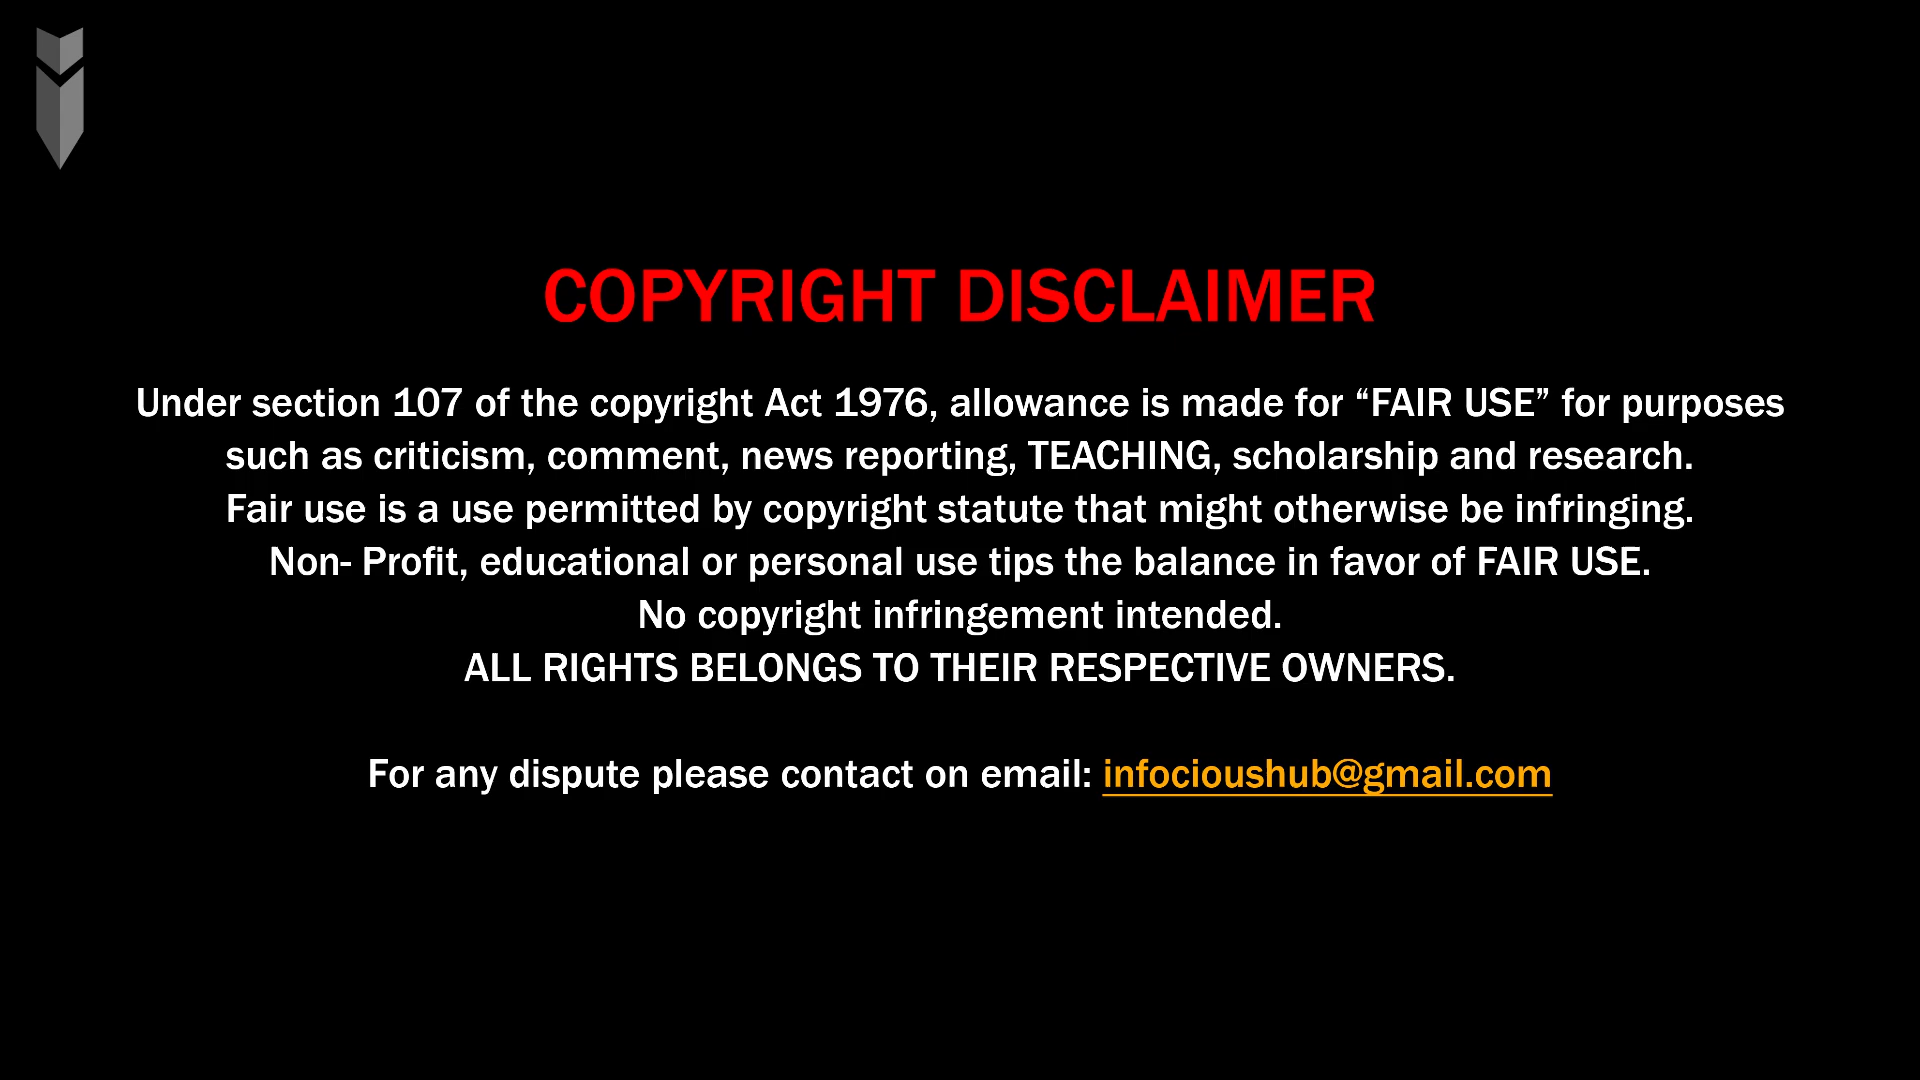 COPYRIGHT DISCLAIMER
Under section 107 of the copyright Act 1976, allowance is made for “FAIR USE” for purposes
such as criticism, comment, news reporting, TEACHING, scholarship and research.
Fair use is a use permitted by copyright statute that might otherwise be infringing.
Non- Profit, educational or personal use tips the balance in favor of FAIR USE.
No copyright infringement intended.
ALL RIGHTS BELONGS TO THEIR RESPECTIVE OWNERS.
For any dispute please contact on email: infocioushub@gmail.com